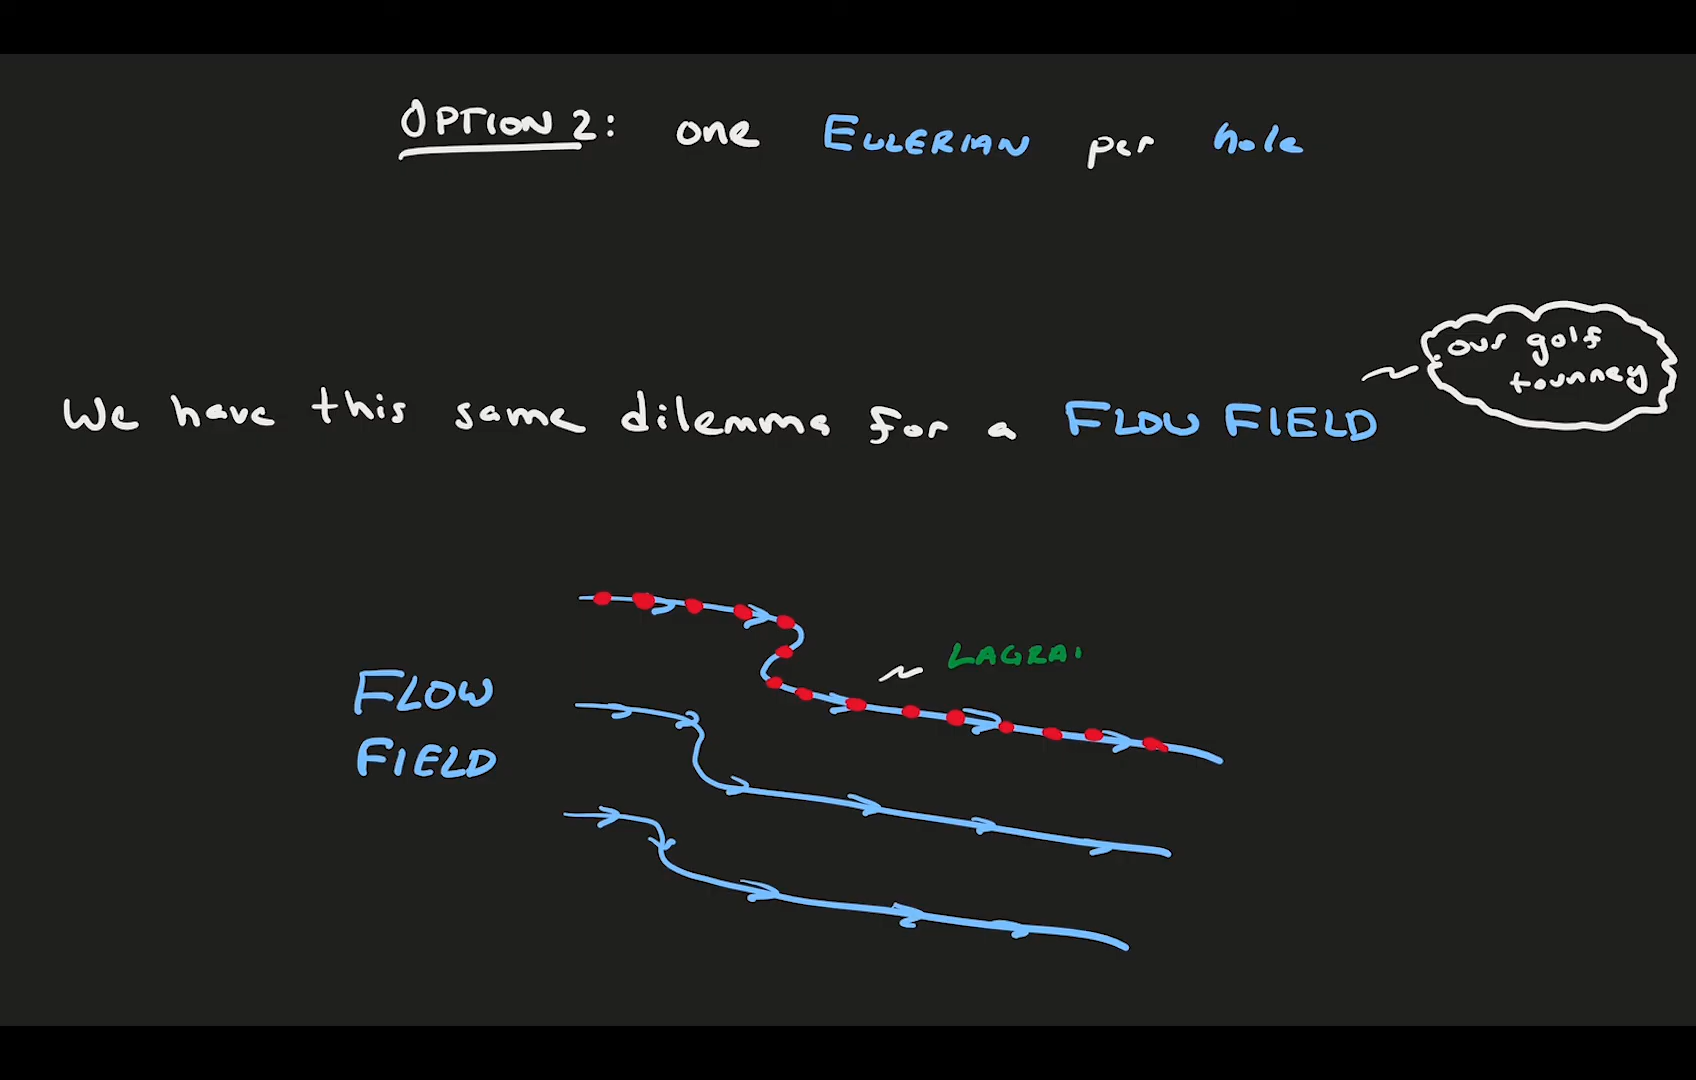 OPTION 2: one EULERIAN per hole
our golf
tourney
We have this same dilemma for a FLOW FIELD
LAGRAI
FLOW
FIELD